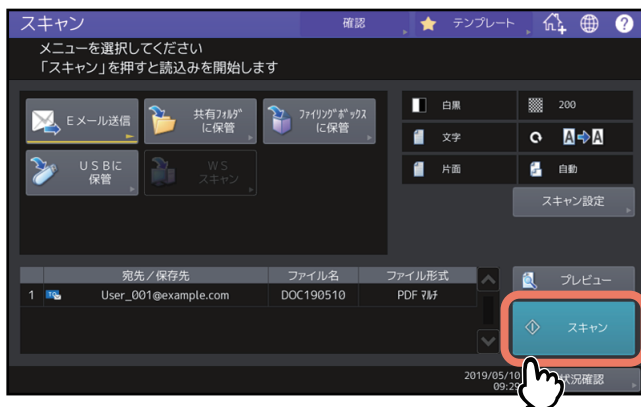 スキャン
確認
テンプレート
?
メニューを選択してください
「スキャン」を押すと読込みを開始します
Eメール送信
共有フォルダ
に保管
ファイリングボックス
に保管
USBに
保管
WS
スキャン
白黒
200
文字
A A
片面
自動
スキャン設定
宛先/保存先 ファイル名 ファイル形式
1 TO User_001@example.com DOC190510 PDF マルチ
プレビュー
スキャン
2019/05/10
09:29
状況確認